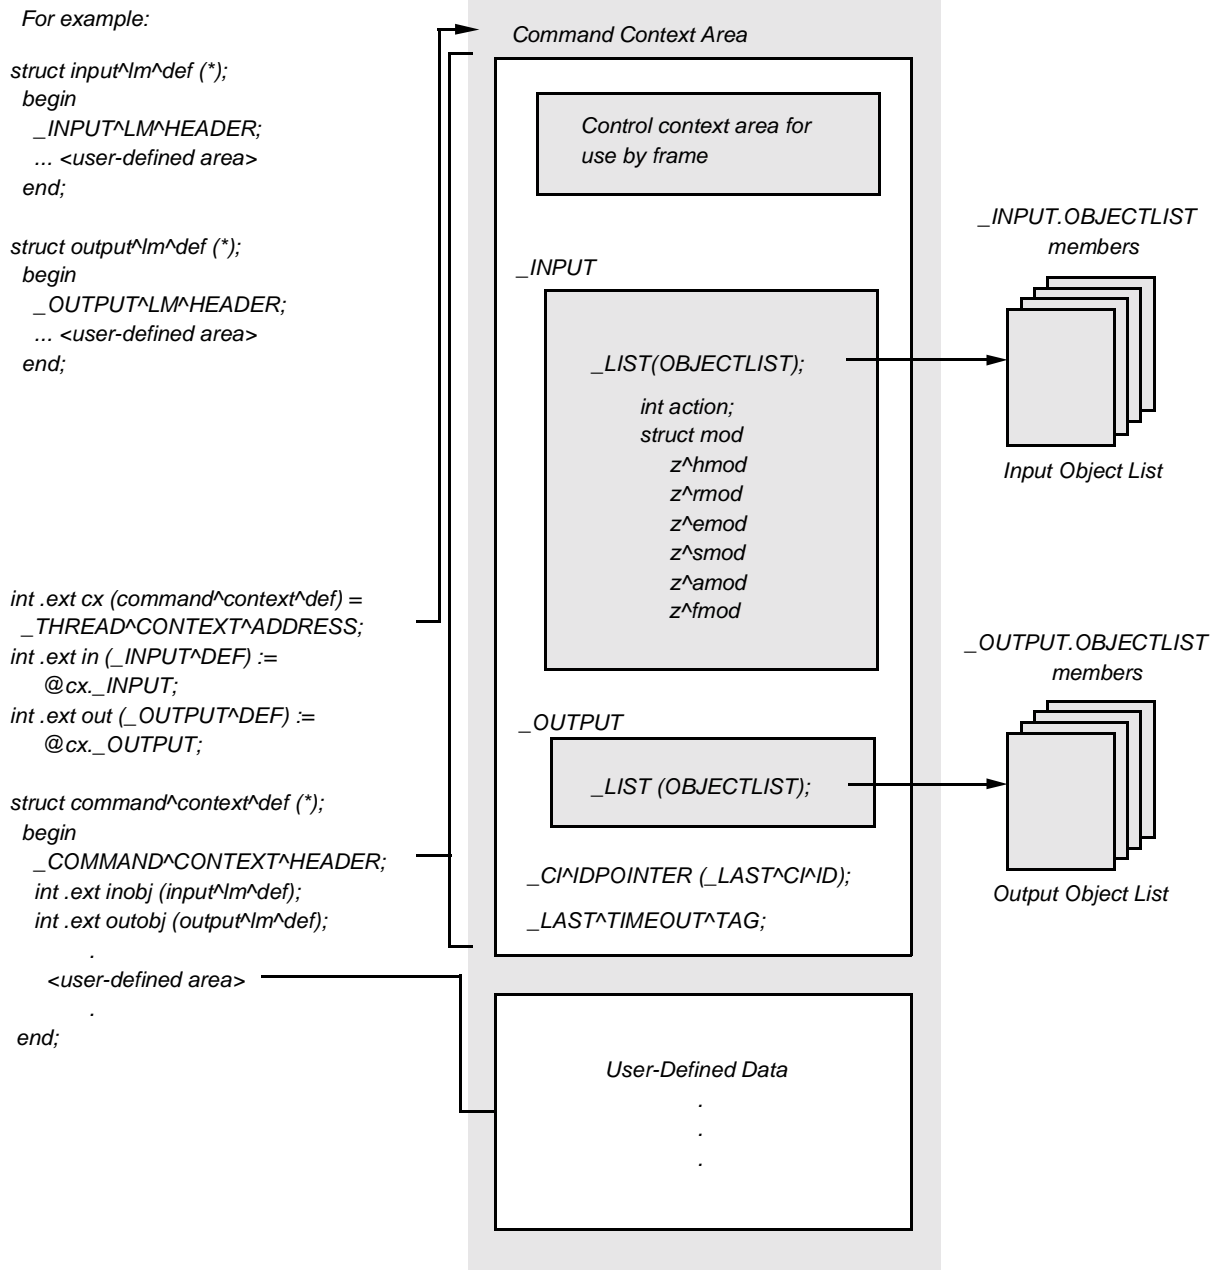 For example:
struct input^lm^def (*);
begin
_INPUT^LM^HEADER;
... <user-defined area>
end;
struct output^lm^def (*);
begin
_OUTPUT^LM^HEADER;
... <user-defined area>
end;
int .ext cx (command^context^def) =
_THREAD^CONTEXT^ADDRESS;
int .ext in (_INPUT^DEF) :=
@cx._INPUT;
int .ext out (_OUTPUT^DEF) :=
@cx._OUTPUT;
struct command^context^def (*);
begin
_COMMAND^CONTEXT^HEADER;
int .ext inobj (input^lm^def);
int .ext outobj (output^lm^def);
.
<user-defined area>
.
end;
Command Context Area
Control context area for
use by frame
_INPUT
_LIST(OBJECTLIST);
int action;
struct mod
z^hmod
z^rmod
z^emod
z^smod
z^amod
z^fmod
_OUTPUT
_LIST (OBJECTLIST);
_CI^IDPOINTER (_LAST^CI^ID);
_LAST^TIMEOUT^TAG;
User-Defined Data
.
.
.
_INPUT.OBJECTLIST
members
Input Object List
_OUTPUT.OBJECTLIST
members
Output Object List